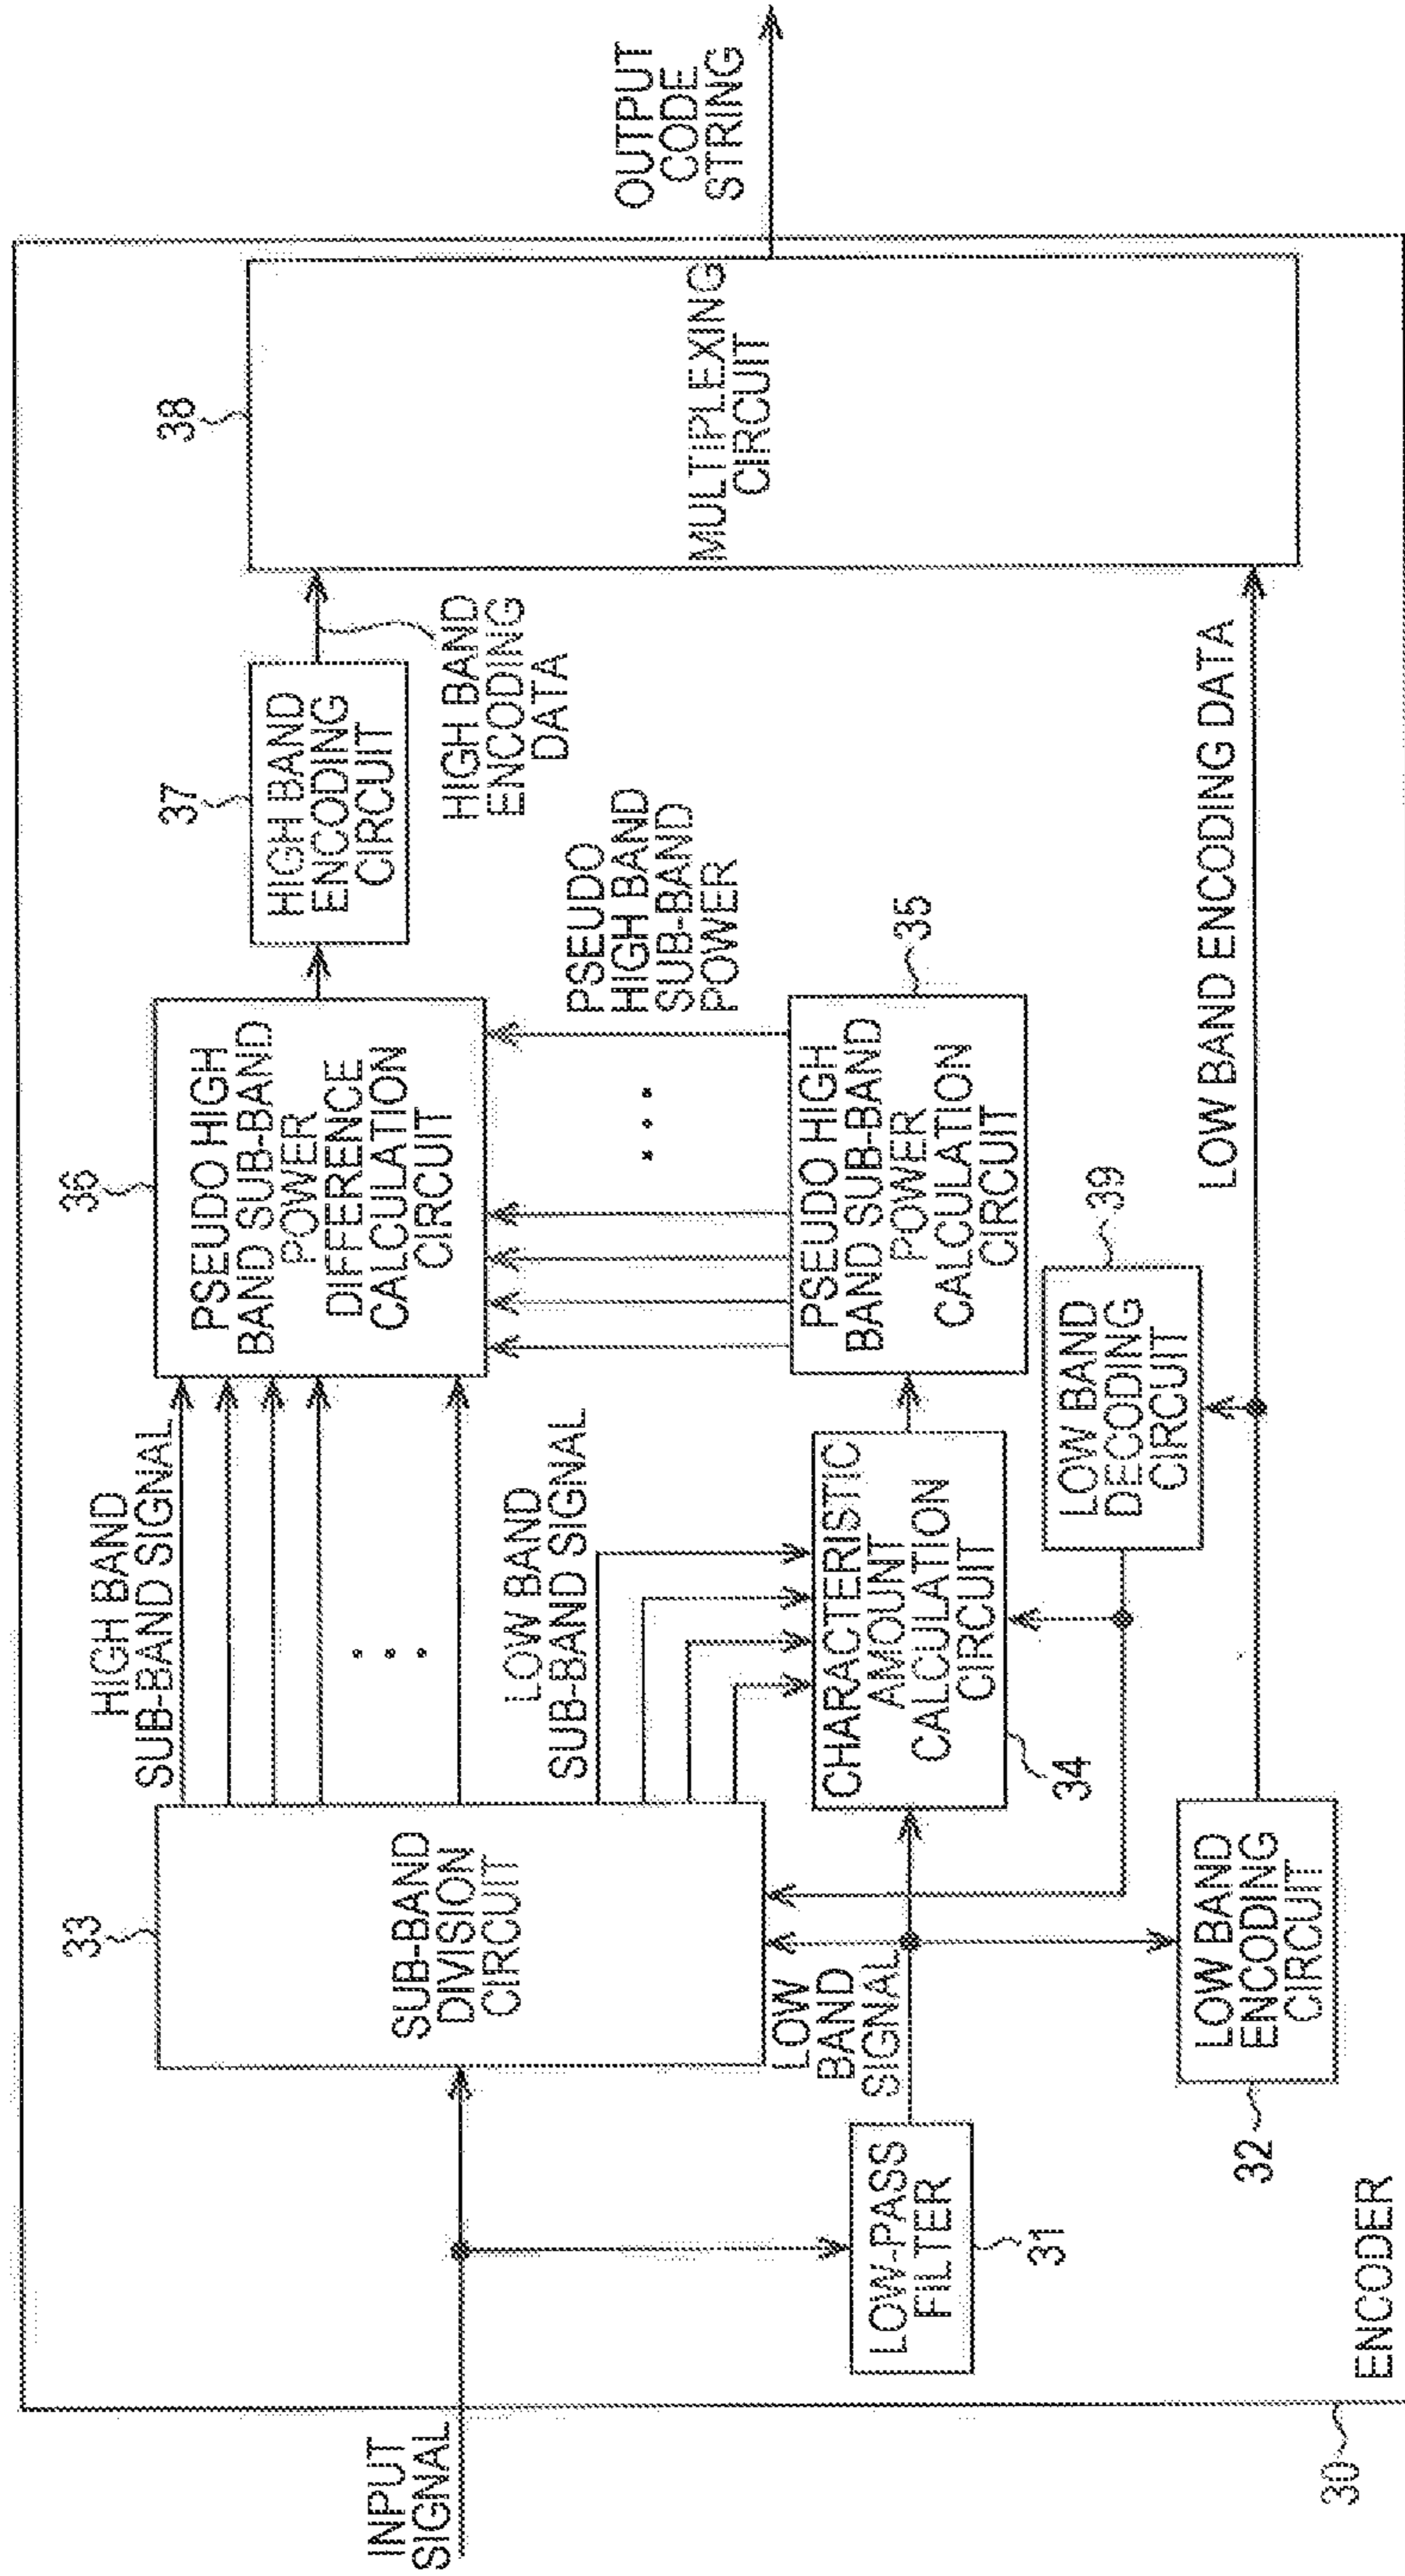 INPUT
SIGNAL
30
ENCODER
LOW-PASS
FILTER
31
LOW
BAND
SIGNAL
LOW BAND
ENCODING
CIRCUIT
32
33
SUB-BAND
DIVISION
CIRCUIT
HIGH BAND
SUB-BAND SIGNAL
LOW BAND
SUB-BAND SIGNAL
CHARACTERISTIC
AMOUNT
CALCULATION
CIRCUIT
34
LOW BAND
DECODING
CIRCUIT
39
36
PSEUDO HIGH
BAND SUB-BAND
POWER
DIFFERENCE
CALCULATION
CIRCUIT
PSEUDO HIGH
BAND SUB-BAND
POWER
CALCULATION
CIRCUIT
35
PSEUDO
HIGH BAND
SUB-BAND
POWER
37
HIGH BAND
ENCODING
CIRCUIT
HIGH BAND
ENCODING
DATA
LOW BAND ENCODING DATA
38
MULTIPLEXING
CIRCUIT
OUTPUT
CODE
STRING